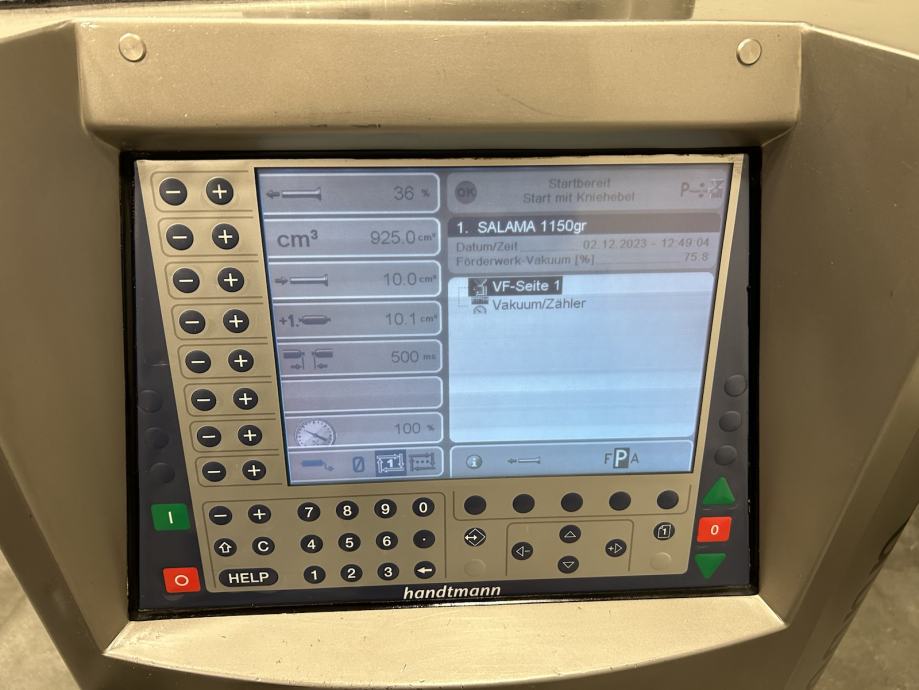 36 %
cm³ 925.0 cm³
10.0 cm³
+1. 10.1 cm³
500 ms
100 %
0 1
OK
Startbereit
Start mit Kniehebel
P
1. SALAMA 1150gr
Datum/Zeit 02.12.2023 - 12:49:04
Förderwerk-Vakuum [%] 75.8
VF-Seite 1
Vakuum/Zähler
i F P A
- + 7 8 9 0
C 4 5 6 .
HELP 1 2 3
I
O
1
0
handtmann